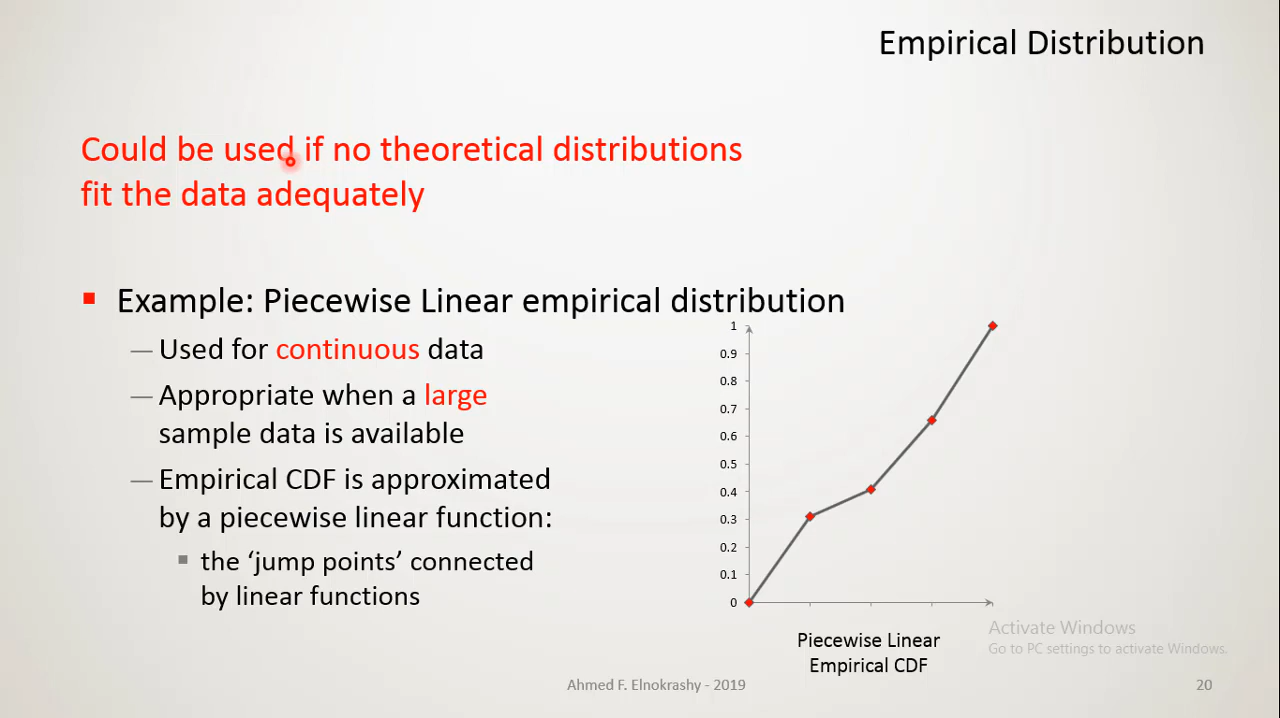 Empirical Distribution
Could be used if no theoretical distributions
fit the data adequately
Example: Piecewise Linear empirical distribution
— Used for continuous data
— Appropriate when a large
sample data is available
— Empirical CDF is approximated
by a piecewise linear function:
the ‘jump points’ connected
by linear functions
1
0.9
0.8
0.7
0.6
0.5
0.4
0.3
0.2
0.1
0
Piecewise Linear
Empirical CDF
Activate Windows
Go to PC settings to activate Windows.
Ahmed F. Elnokrashy - 2019
20